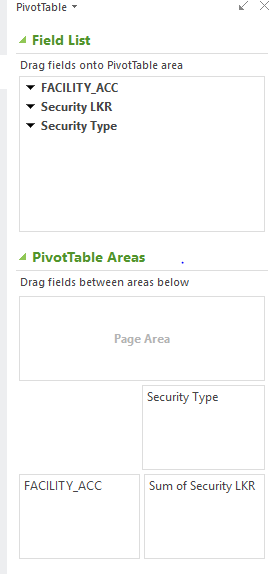 PivotTable
Field List
Drag fields onto PivotTable area
FACILITY_ACC
Security LKR
Security Type
PivotTable Areas
Drag fields between areas below
Page Area
Security Type
FACILITY_ACC
Sum of Security LKR